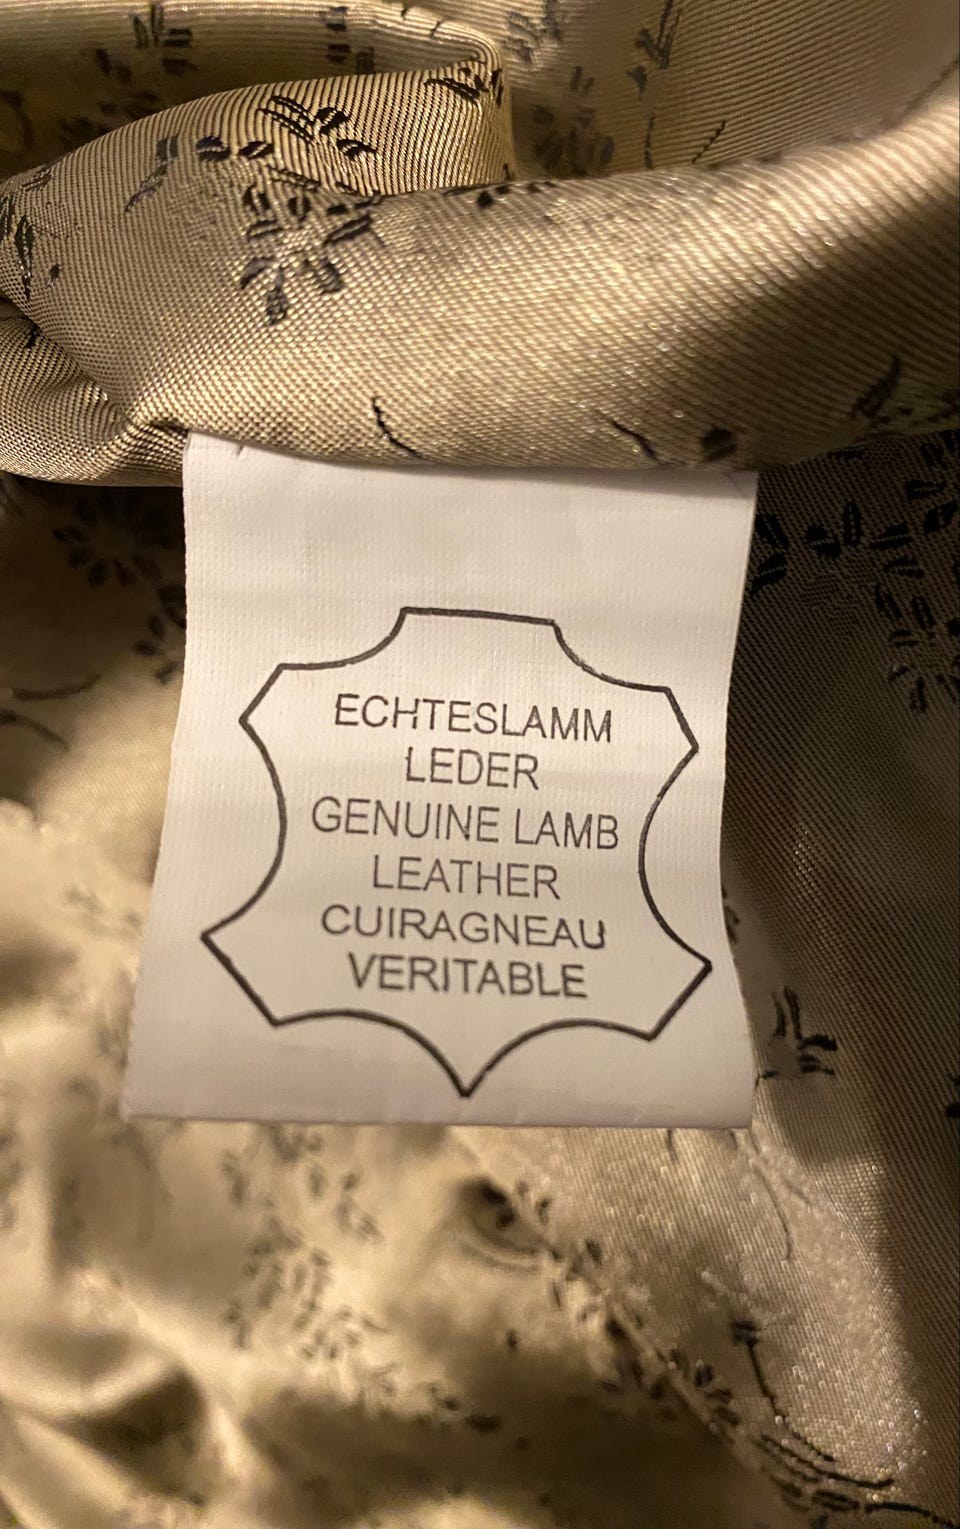 ECHTESLAMM
LEDER
GENUINE LAMB
LEATHER
CUIRAGNEAU
VERITABLE